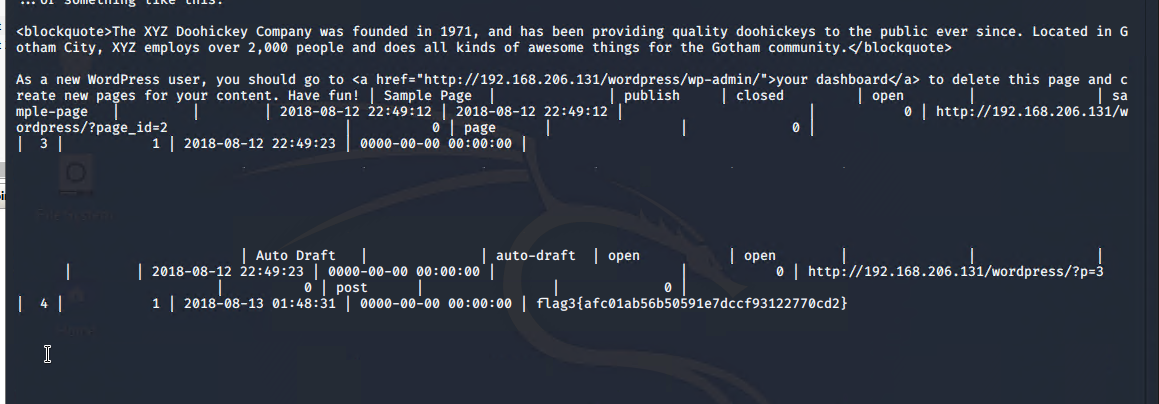 ...or something like this:
<blockquote>The XYZ Doohickey Company was founded in 1971, and has been providing quality doohickeys to the public ever since. Located in G
otham City, XYZ employs over 2,000 people and does all kinds of awesome things for the Gotham community.</blockquote>
As a new WordPress user, you should go to <a href="http://192.168.206.131/wordpress/wp-admin/">your dashboard</a> to delete this page and c
reate new pages for your content. Have fun! | Sample Page | | publish | closed | open | | sa
mple-page | | | 2018-08-12 22:49:12 | 2018-08-12 22:49:12 | | 0 | http://192.168.206.131/w
ordpress/?page_id=2 | 0 | page | | 0 |
| 3 | 1 | 2018-08-12 22:49:23 | 0000-00-00 00:00:00 |
| Auto Draft | | auto-draft | open | open | | |
| | 2018-08-12 22:49:23 | 0000-00-00 00:00:00 | | 0 | http://192.168.206.131/wordpress/?p=3
| 0 | post | | 0 |
| 4 | 1 | 2018-08-13 01:48:31 | 0000-00-00 00:00:00 | flag3{afc01ab56b50591e7dccf93122770cd2}